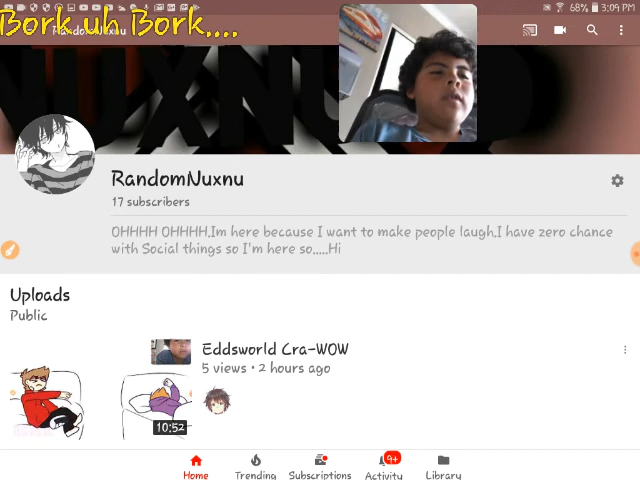 68% 3:09 PM
Bork uh Bork....
RandomNuxnu
NUXNU
RandomNuxnu
17 subscribers
OHHHH OHHHH.Im here because I want to make people laugh.I have zero chance
with Social things so I'm here so.....Hi
Uploads
Public
Eddsworld Cra-WOW
5 views • 2 hours ago
10:52
9+
Home Trending Subscriptions Activity Library